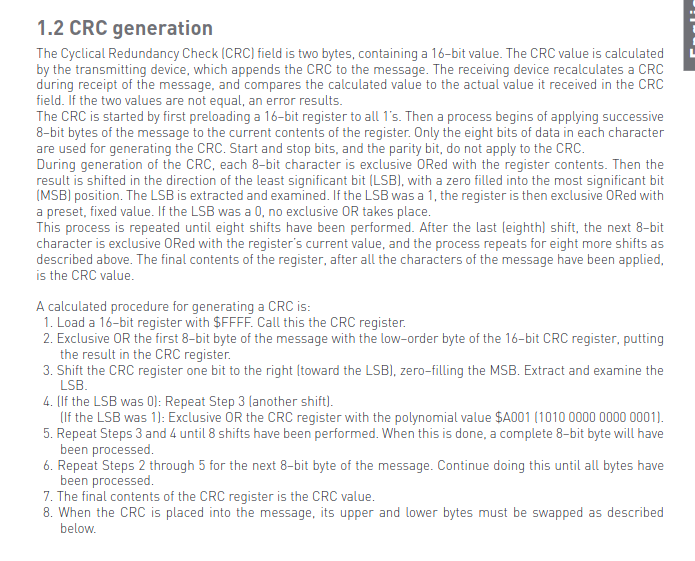 1.2 CRC generation
The Cyclical Redundancy Check (CRC) field is two bytes, containing a 16-bit value. The CRC value is calculated
by the transmitting device, which appends the CRC to the message. The receiving device recalculates a CRC
during receipt of the message, and compares the calculated value to the actual value it received in the CRC
field. If the two values are not equal, an error results.
The CRC is started by first preloading a 16-bit register to all 1's. Then a process begins of applying successive
8-bit bytes of the message to the current contents of the register. Only the eight bits of data in each character
are used for generating the CRC. Start and stop bits, and the parity bit, do not apply to the CRC.
During generation of the CRC, each 8-bit character is exclusive ORed with the register contents. Then the
result is shifted in the direction of the least significant bit (LSB), with a zero filled into the most significant bit
(MSB) position. The LSB is extracted and examined. If the LSB was a 1, the register is then exclusive ORed with
a preset, fixed value. If the LSB was a 0, no exclusive OR takes place.
This process is repeated until eight shifts have been performed. After the last (eighth) shift, the next 8-bit
character is exclusive ORed with the register's current value, and the process repeats for eight more shifts as
described above. The final contents of the register, after all the characters of the message have been applied,
is the CRC value.
A calculated procedure for generating a CRC is:
1. Load a 16-bit register with $FFFF. Call this the CRC register.
2. Exclusive OR the first 8-bit byte of the message with the low-order byte of the 16-bit CRC register, putting
the result in the CRC register.
3. Shift the CRC register one bit to the right (toward the LSB), zero-filling the MSB. Extract and examine the
LSB.
4. (If the LSB was 0): Repeat Step 3 (another shift).
(If the LSB was 1): Exclusive OR the CRC register with the polynomial value $A001 (1010 0000 0000 0001).
5. Repeat Steps 3 and 4 until 8 shifts have been performed. When this is done, a complete 8-bit byte will have
been processed.
6. Repeat Steps 2 through 5 for the next 8-bit byte of the message. Continue doing this until all bytes have
been processed.
7. The final contents of the CRC register is the CRC value.
8. When the CRC is placed into the message, its upper and lower bytes must be swapped as described
below.